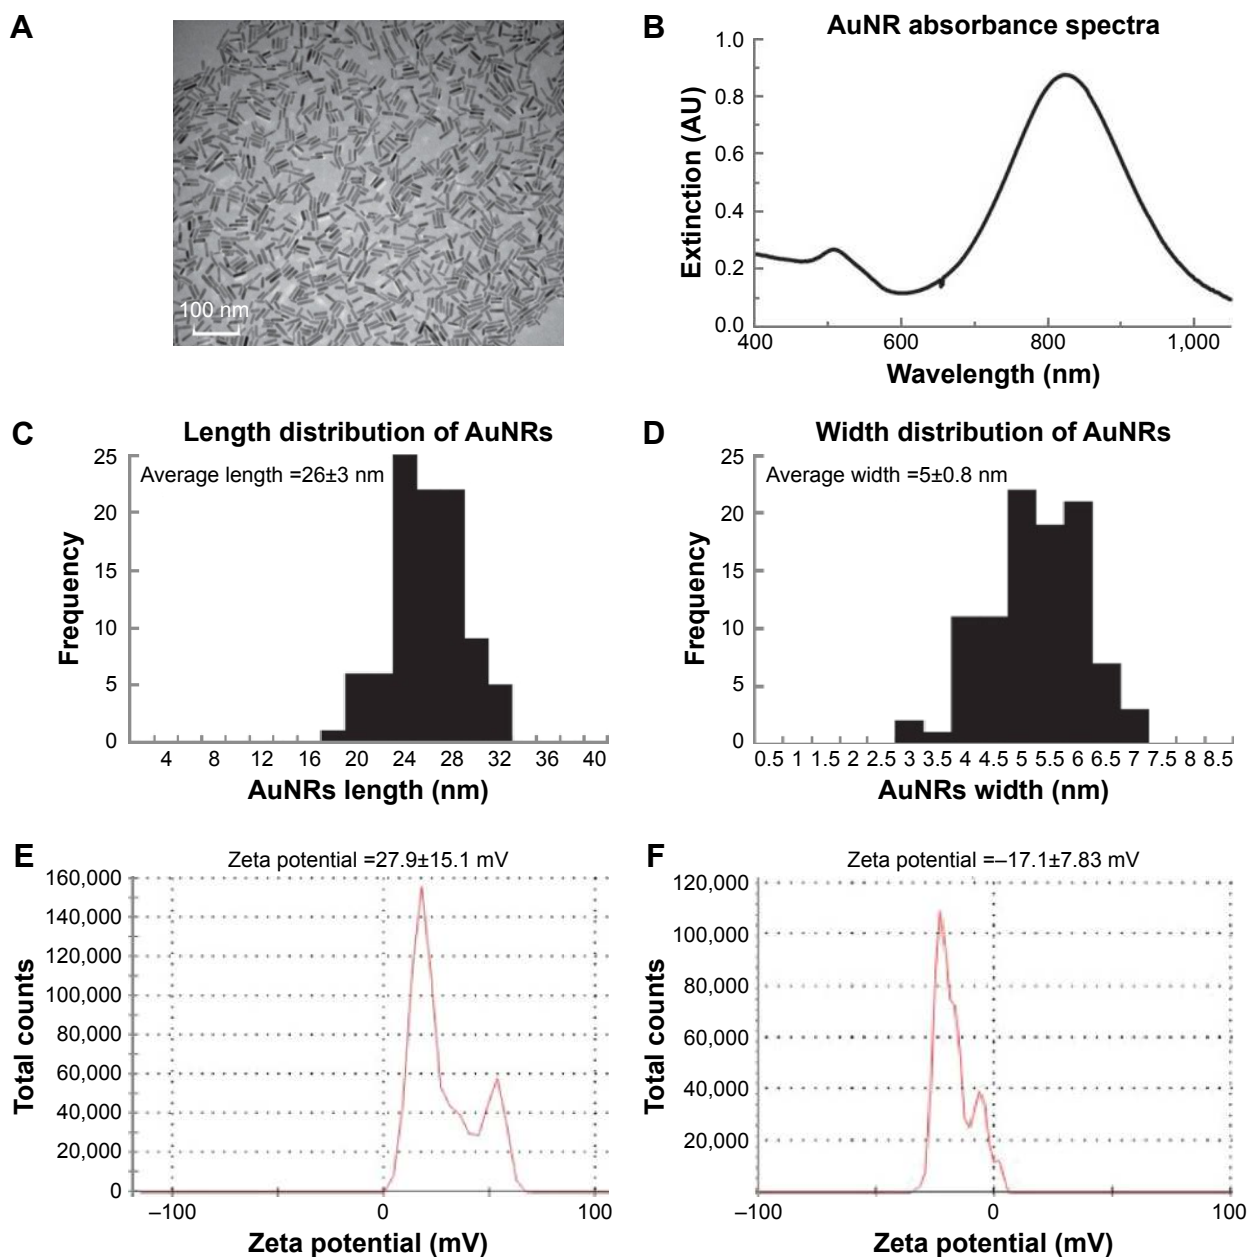 A
100 nm
B
AuNR absorbance spectra
Extinction (AU)
1.0
0.8
0.6
0.4
0.2
0.0
400 600 800 1,000
Wavelength (nm)
C
Length distribution of AuNRs
Average length =26±3 nm
Frequency
25
20
15
10
5
0
4 8 12 16 20 24 28 32 36 40
AuNRs length (nm)
D
Width distribution of AuNRs
Average width =5±0.8 nm
Frequency
25
20
15
10
5
0
0.5 1 1.5 2 2.5 3 3.5 4 4.5 5 5.5 6 6.5 7 7.5 8 8.5
AuNRs width (nm)
E
Zeta potential =27.9±15.1 mV
Total counts
160,000
140,000
120,000
100,000
80,000
60,000
40,000
20,000
0
–100 0 100
Zeta potential (mV)
F
Zeta potential =–17.1±7.83 mV
Total counts
120,000
100,000
80,000
60,000
40,000
20,000
–100 0 100
Zeta potential (mV)